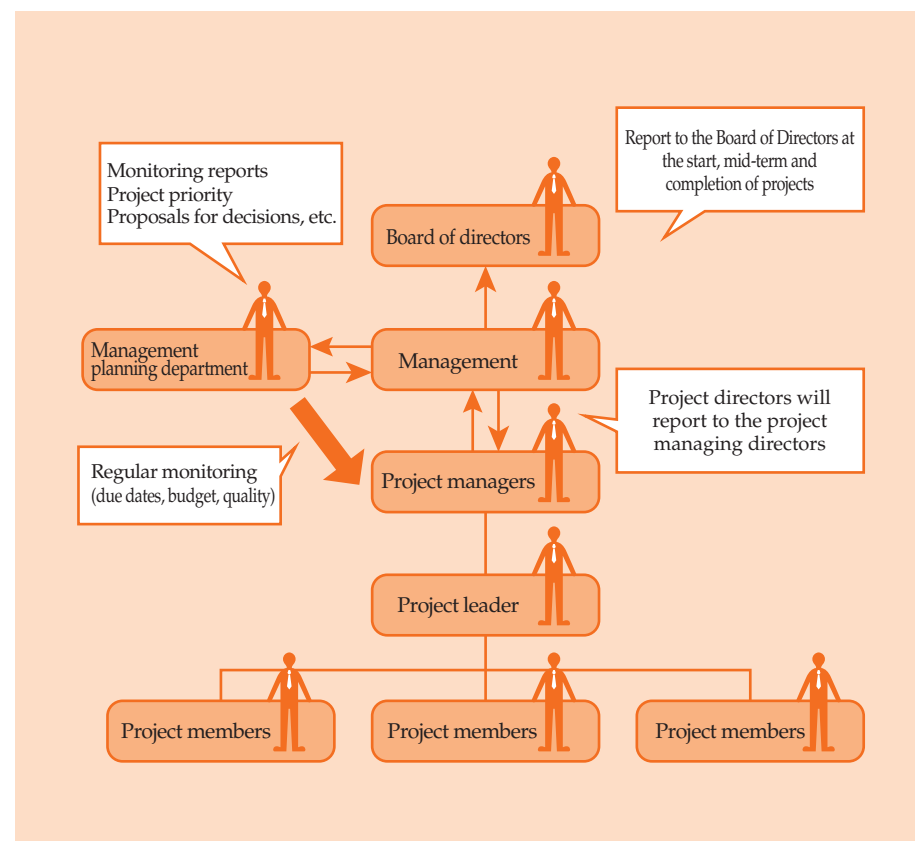 Report to the Board of Directors at
the start, mid-term and
completion of projects
Monitoring reports
Project priority
Proposals for decisions, etc.
Board of directors
Management
planning department
Management
Project directors will
report to the project
managing directors
Regular monitoring
(due dates, budget, quality)
Project managers
Project leader
Project members
Project members
Project members